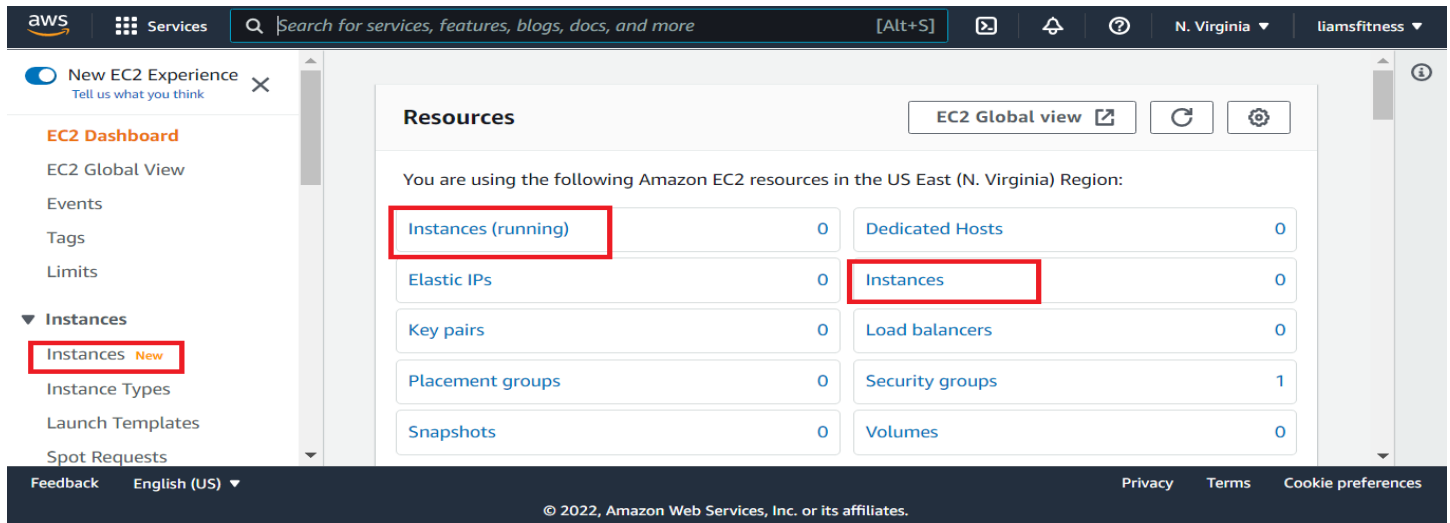 aws Services Search for services, features, blogs, docs, and more [Alt+S] N. Virginia ▼ liamsfitness ▼
New EC2 Experience
Tell us what you think
EC2 Dashboard
EC2 Global View
Events
Tags
Limits
▼ Instances
Instances New
Instance Types
Launch Templates
Spot Requests
Resources
EC2 Global view
You are using the following Amazon EC2 resources in the US East (N. Virginia) Region:
Instances (running) 0
Dedicated Hosts 0
Elastic IPs 0
Instances 0
Key pairs 0
Load balancers 0
Placement groups 0
Security groups 1
Snapshots 0
Volumes 0
Feedback English (US) ▼ Privacy Terms Cookie preferences
© 2022, Amazon Web Services, Inc. or its affiliates.